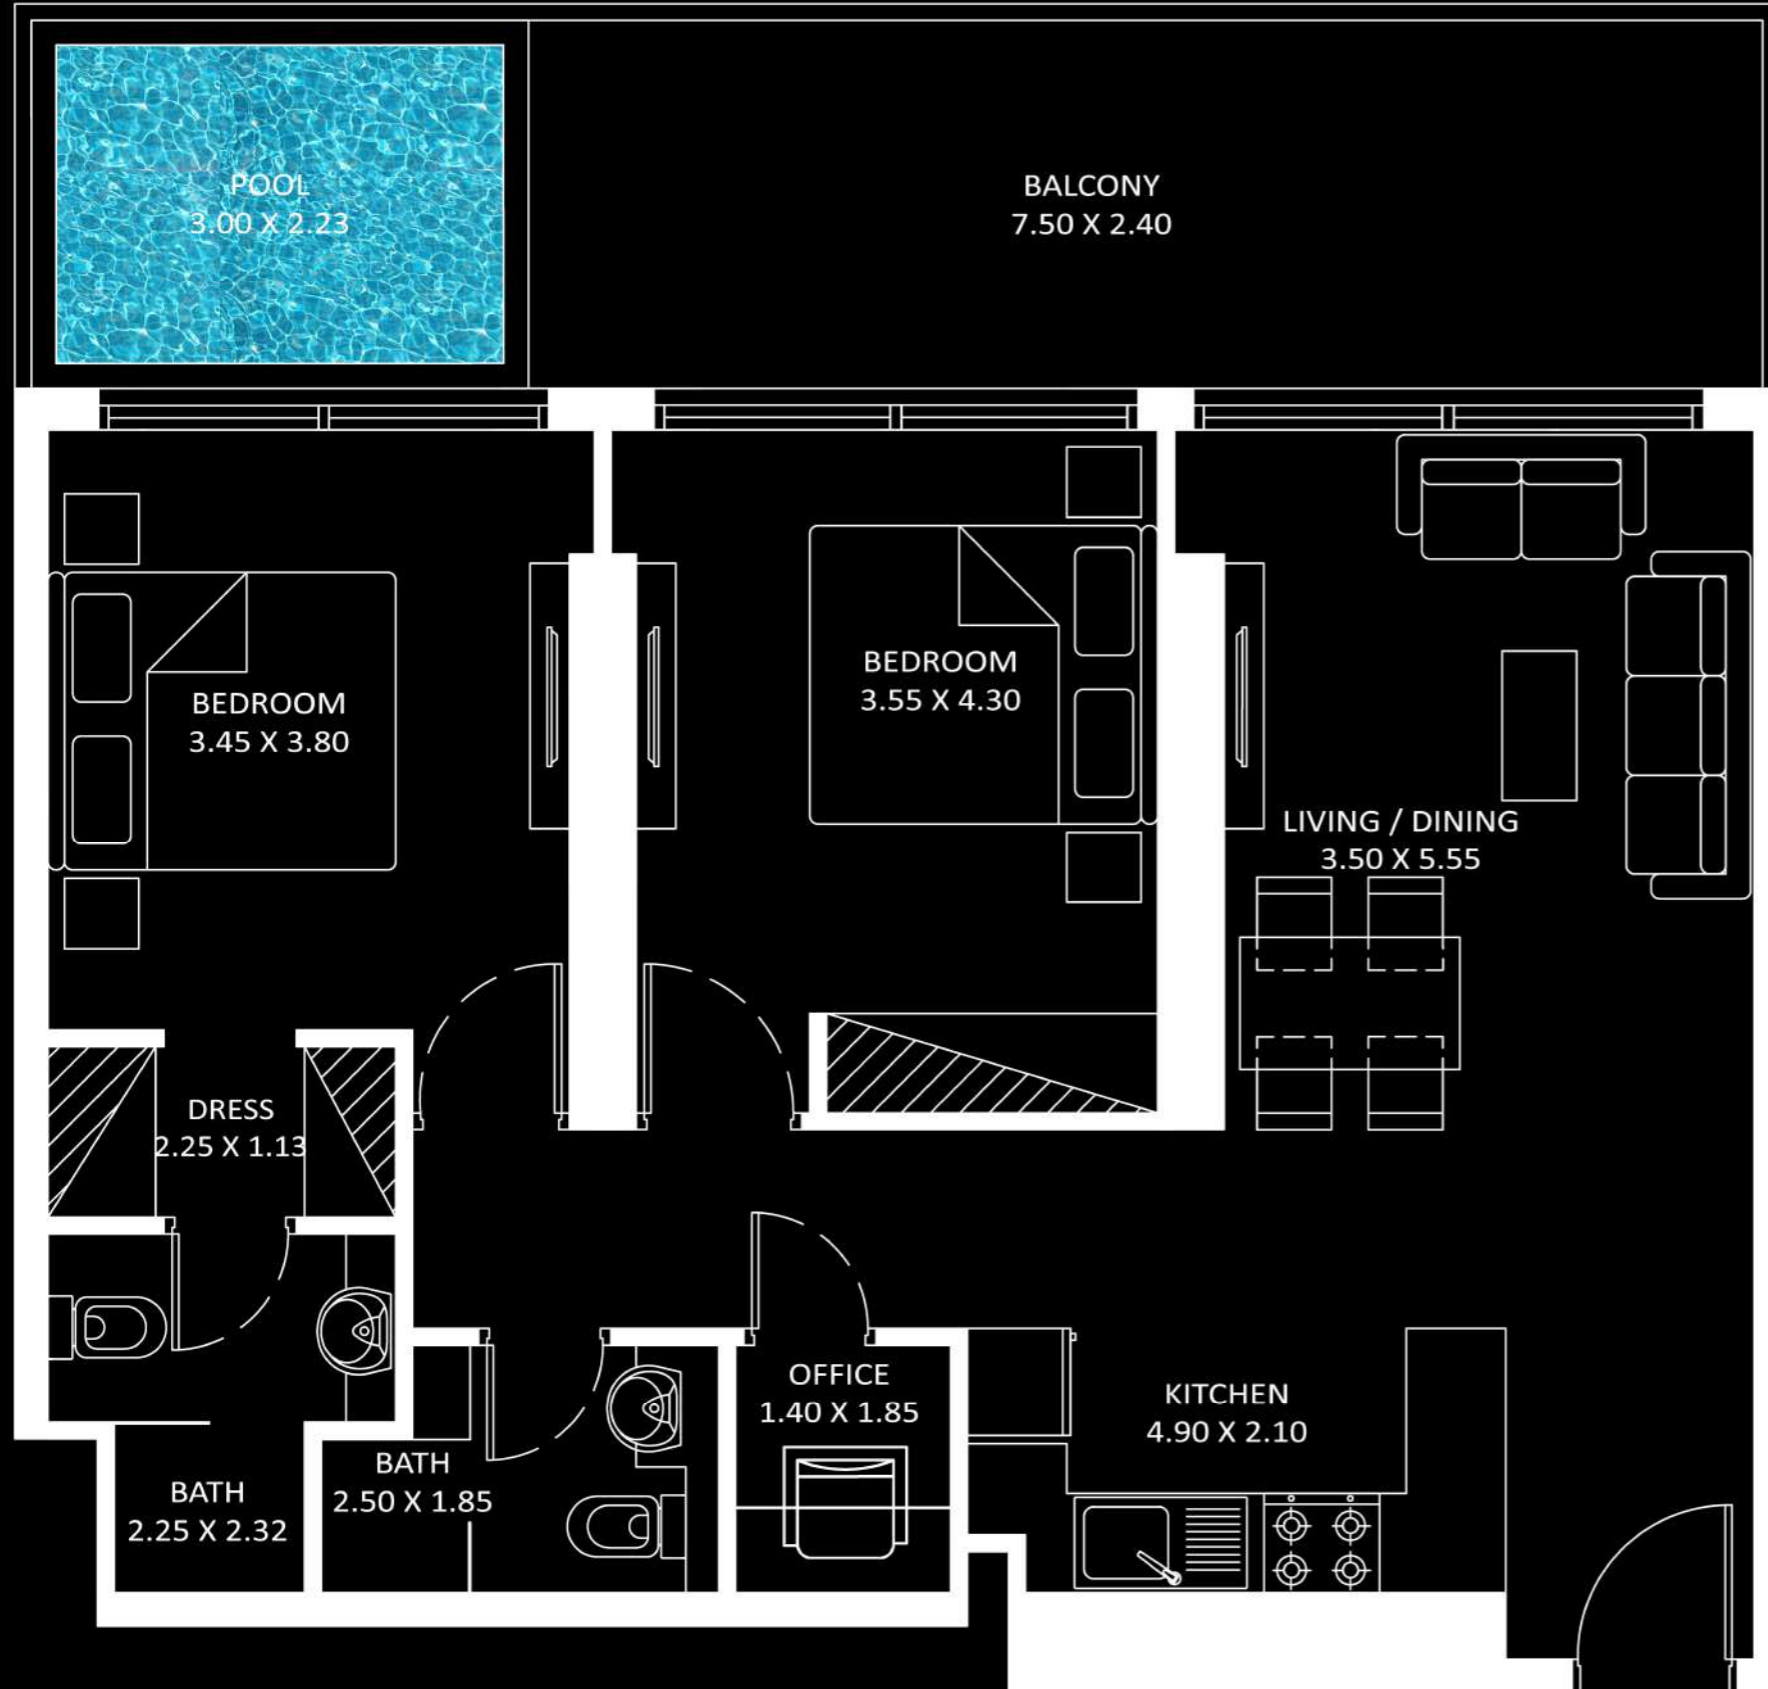 POOL
3.00 X 2.23
BALCONY
7.50 X 2.40
BEDROOM
3.45 X 3.80
BEDROOM
3.55 X 4.30
LIVING / DINING
3.50 X 5.55
DRESS
2.25 X 1.13
OFFICE
1.40 X 1.85
KITCHEN
4.90 X 2.10
BATH
2.25 X 2.32
BATH
2.50 X 1.85